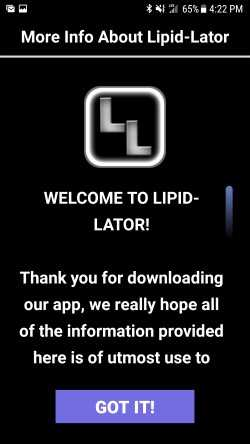 65% 4:22 PM
More Info About Lipid-Lator
LL
WELCOME TO LIPID-
LATOR!
Thank you for downloading
our app, we really hope all
of the information provided
here is of utmost use to
GOT IT!